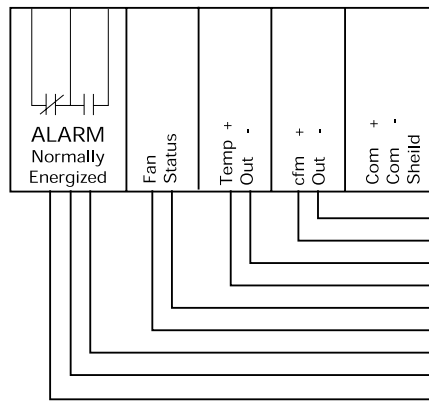 ALARM
Normally
Energized
Fan
Status
Temp +
Out -
cfm +
Out -
Com +
Com -
Sheild